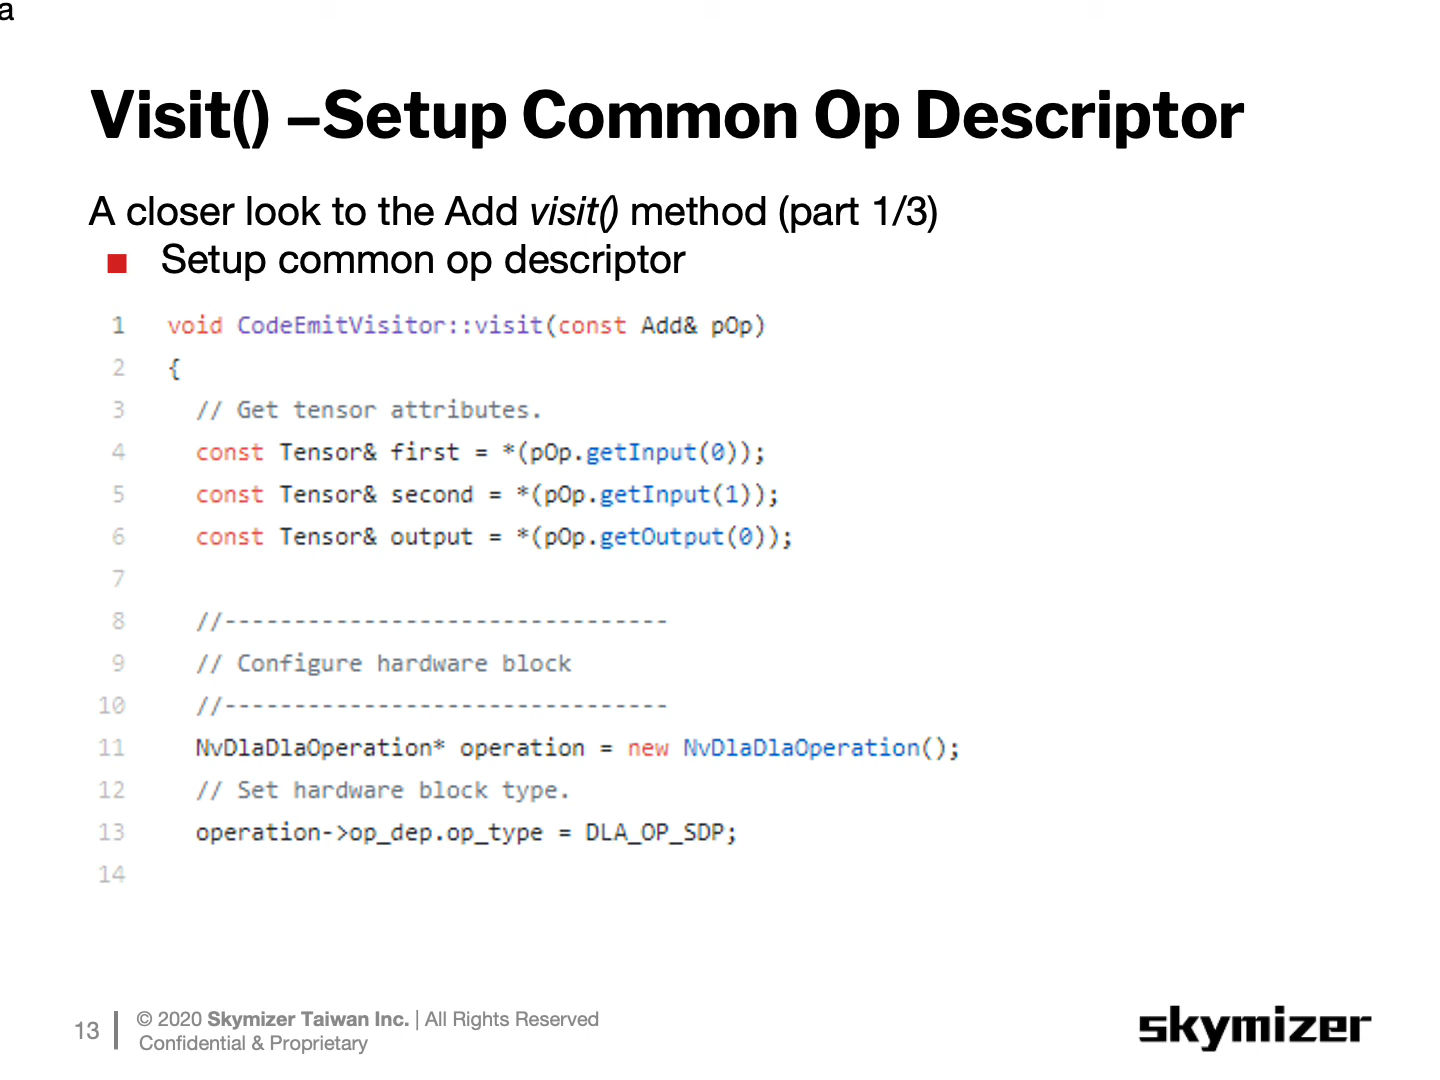 a
Visit() –Setup Common Op Descriptor
A closer look to the Add visit() method (part 1/3)
■ Setup common op descriptor
1 void CodeEmitVisitor::visit(const Add& pOp)
2 {
3 // Get tensor attributes.
4 const Tensor& first = *(pOp.getInput(0));
5 const Tensor& second = *(pOp.getInput(1));
6 const Tensor& output = *(pOp.getOutput(0));
7
8 //--------------------------------
9 // Configure hardware block
10 //--------------------------------
11 NvDlaDlaOperation* operation = new NvDlaDlaOperation();
12 // Set hardware block type.
13 operation->op_dep.op_type = DLA_OP_SDP;
14
13 | © 2020 Skymizer Taiwan Inc. | All Rights Reserved
Confidential & Proprietary
skymizer